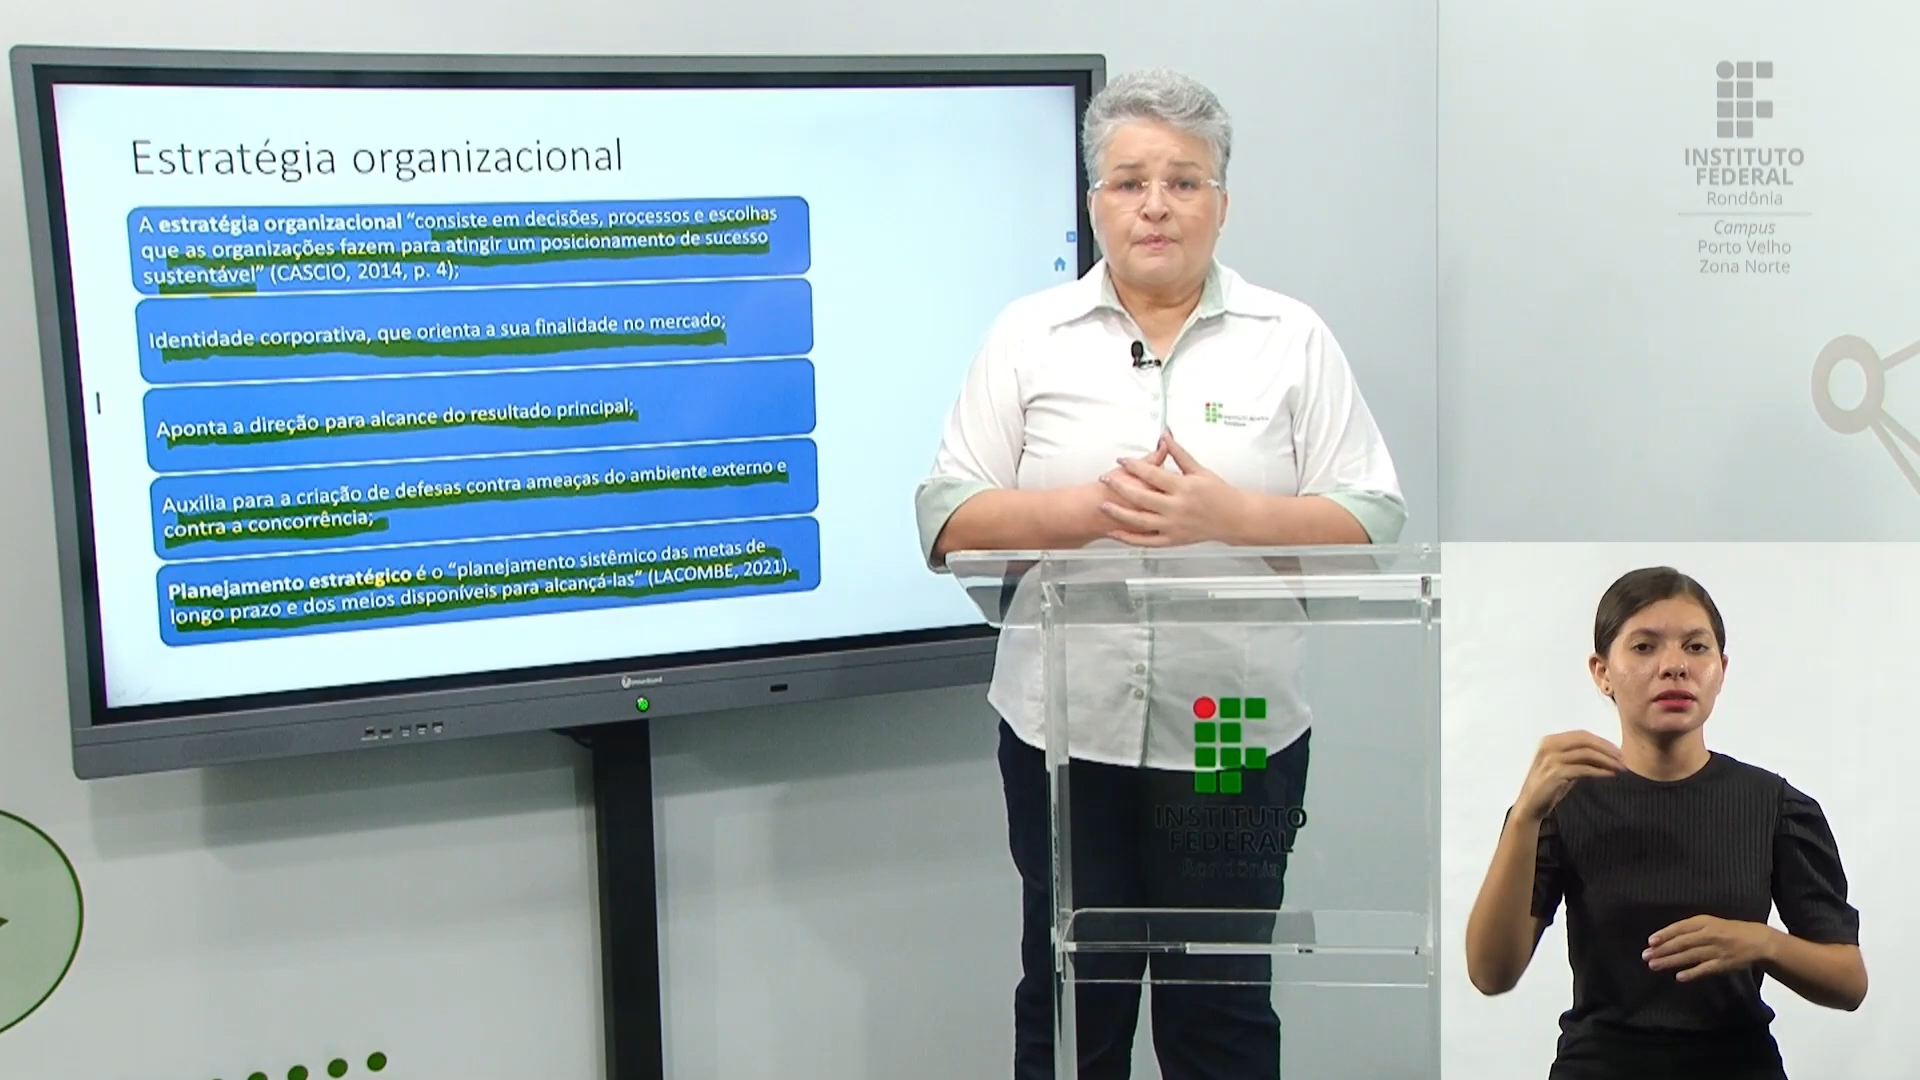 Estratégia organizacional
A estratégia organizacional “consiste em decisões, processos e escolhas
que as organizações fazem para atingir um posicionamento de sucesso
sustentável” (CASCIO, 2014, p. 4);
Identidade corporativa, que orienta a sua finalidade no mercado;
Aponta a direção para alcance do resultado principal;
Auxilia para a criação de defesas contra ameaças do ambiente externo e
contra a concorrência;
Planejamento estratégico é o “planejamento sistêmico das metas de
longo prazo e dos meios disponíveis para alcançá-las” (LACOMBE, 2021).
INSTITUTO
FEDERAL
Rondônia
Campus
Porto Velho
Zona Norte
INSTITUTO
FEDERAL
Rondônia